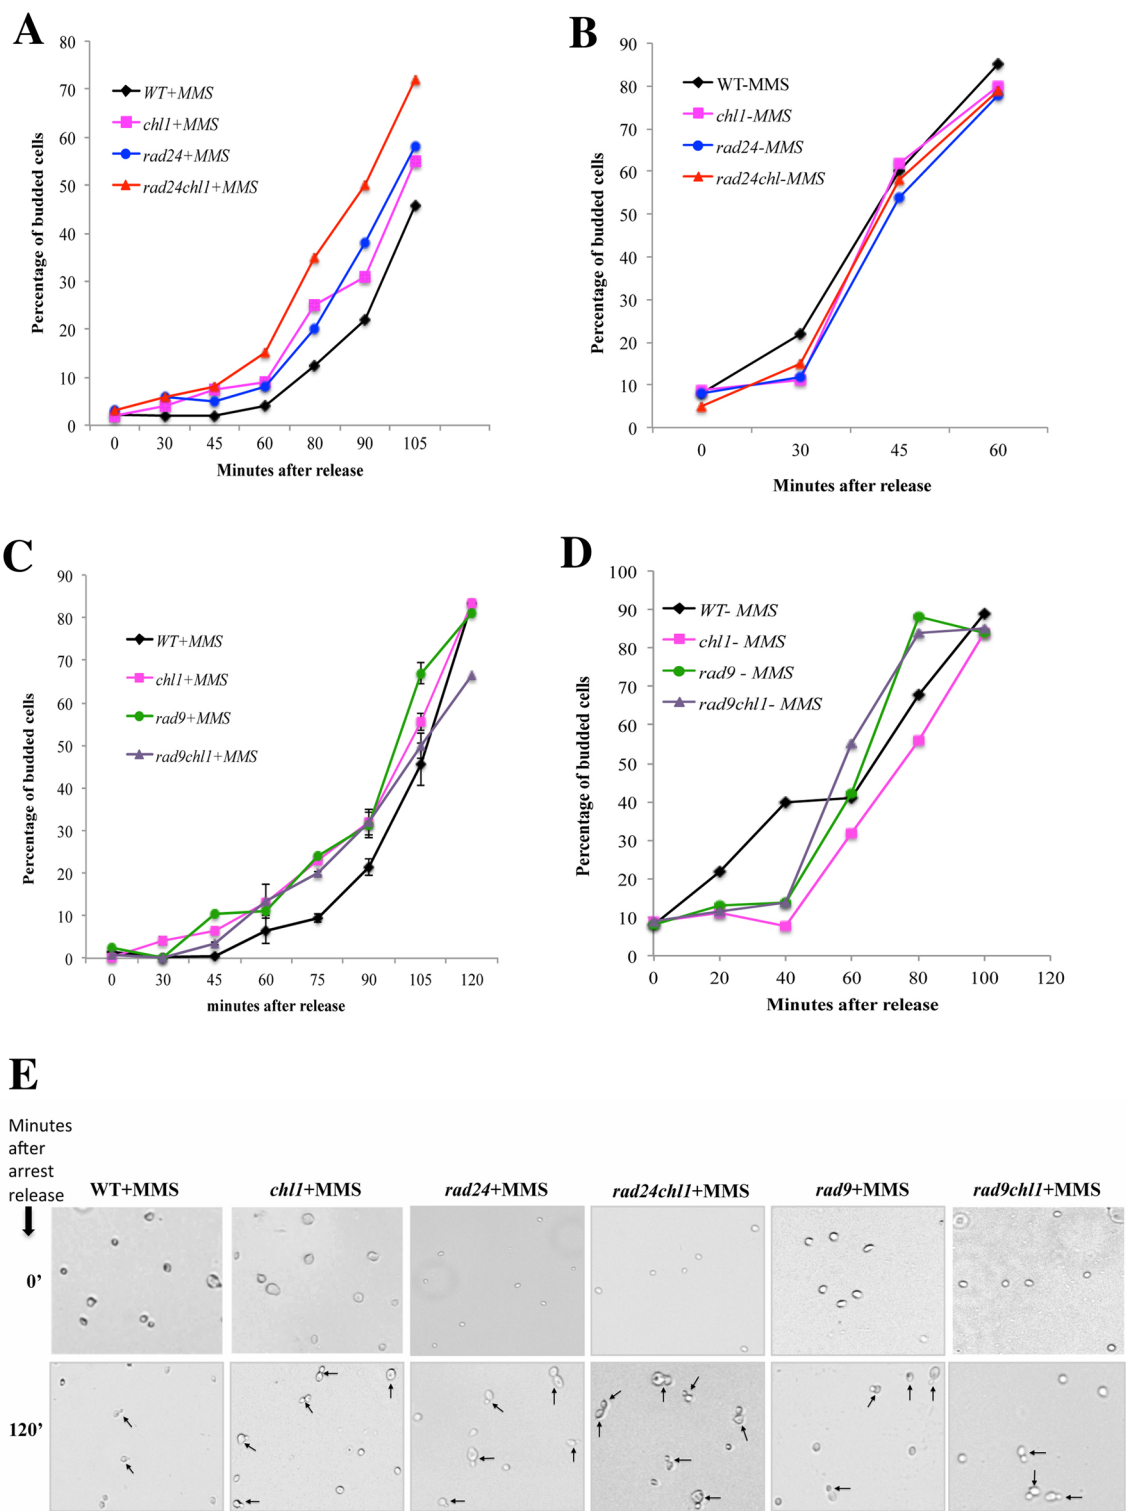 A
80
70
60
50
40
30
20
10
0
Percentage of budded cells
WT+MMS
chl1+MMS
rad24+MMS
rad24chl1+MMS
0 30 45 60 80 90 105
Minutes after release
B
90
80
70
60
50
40
30
20
10
0
Percentage of budded cells
WT-MMS
chl1-MMS
rad24-MMS
rad24chl-MMS
0 30 45 60
Minutes after release
C
90
80
70
60
50
40
30
20
10
0
Percentage of budded cells
WT+MMS
chl1+MMS
rad9+MMS
rad9chl1+MMS
0 30 45 60 75 90 105 120
minutes after release
D
100
90
80
70
60
50
40
30
20
10
0
Percentage of budded cells
WT- MMS
chl1- MMS
rad9 - MMS
rad9chl1- MMS
0 20 40 60 80 100 120
Minutes after release
E
Minutes
after
arrest
release
WT+MMS chl1+MMS rad24+MMS rad24chl1+MMS rad9+MMS rad9chl1+MMS
0’
120’